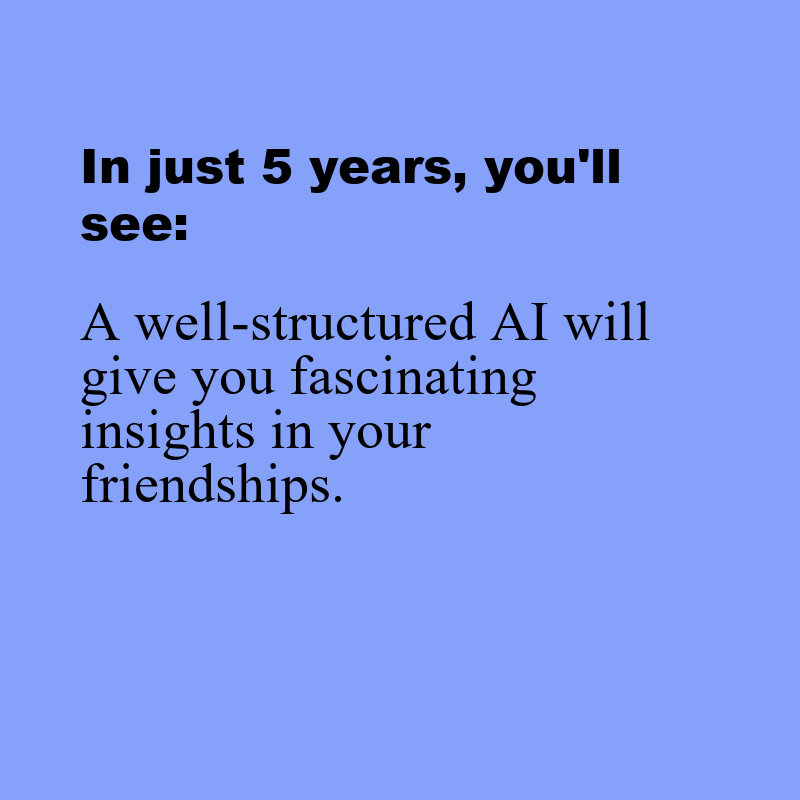 In just 5 years, you'll
see:
A well-structured AI will
give you fascinating
insights in your
friendships.